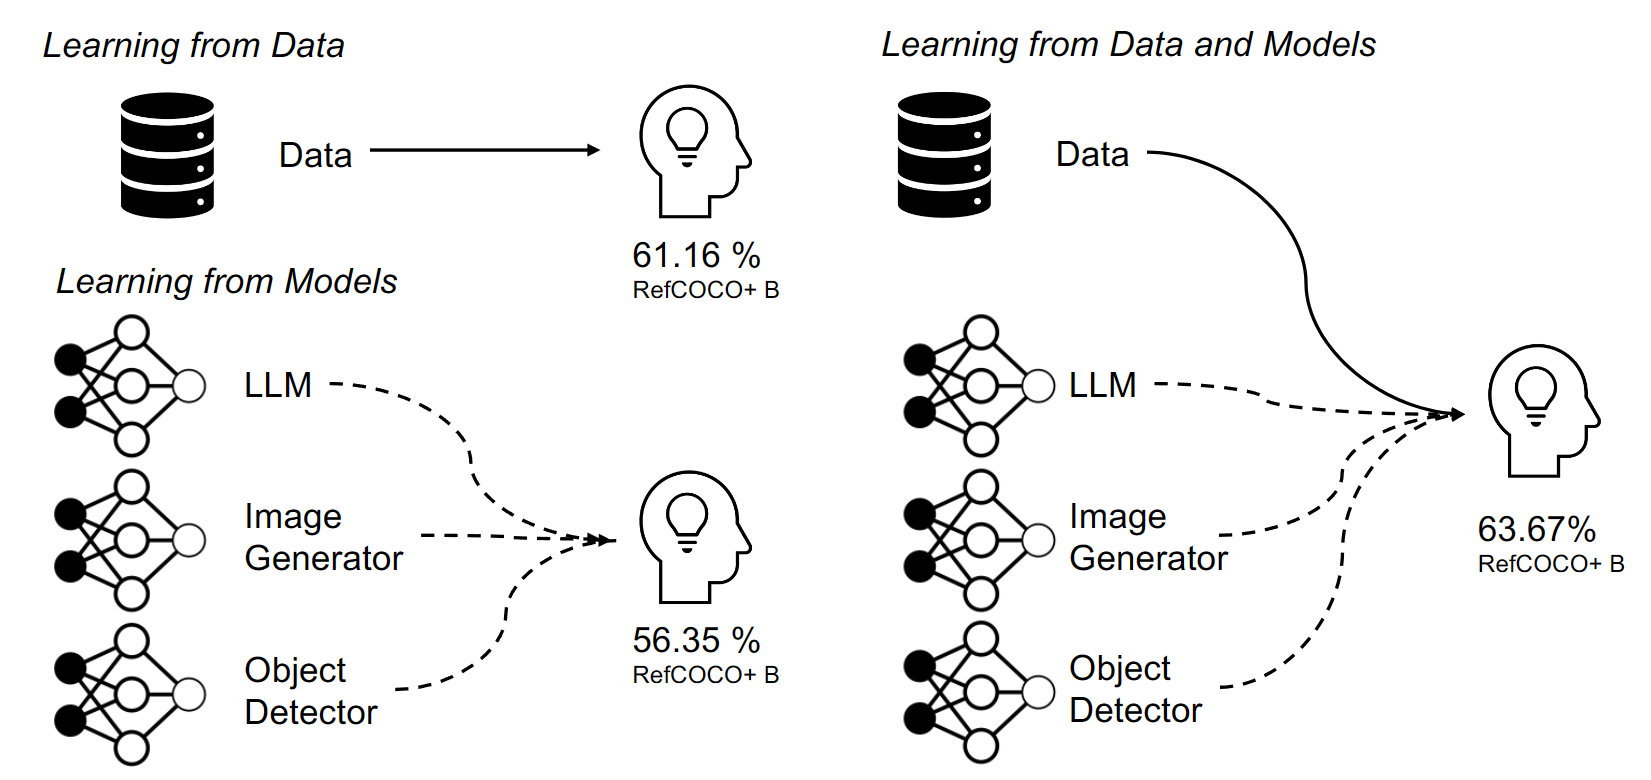 Learning from Data
Data
61.16 %
RefCOCO+ B
Learning from Models
LLM
Image
Generator
Object
Detector
56.35 %
RefCOCO+ B
Learning from Data and Models
Data
LLM
Image
Generator
Object
Detector
63.67%
RefCOCO+ B